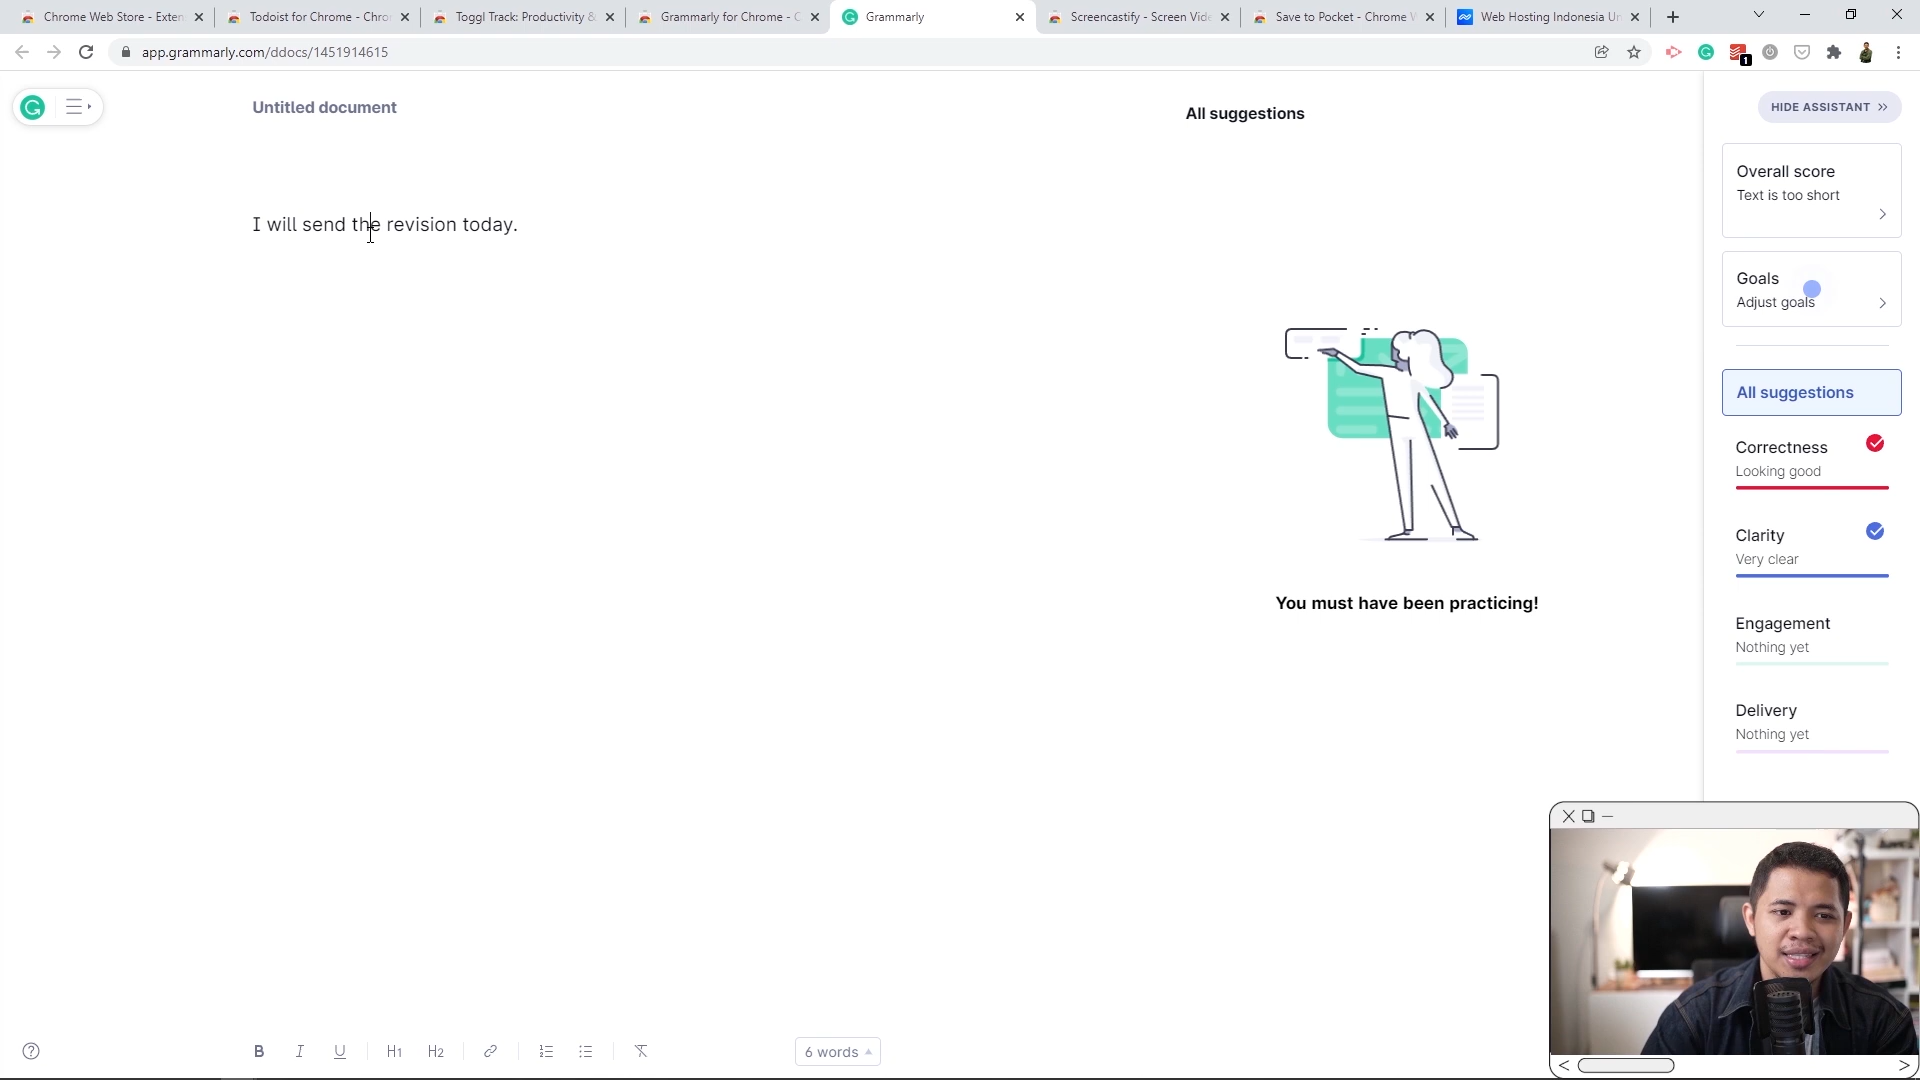 Chrome Web Store - Exten
Todoist for Chrome - Chro
Toggl Track: Productivity &
Grammarly for Chrome - C
Grammarly
Screencastify - Screen Vide
Save to Pocket - Chrome W
Web Hosting Indonesia Un
app.grammarly.com/ddocs/1451914615
1
Untitled document
All suggestions
HIDE ASSISTANT
I will send the revision today.
Overall score
Text is too short
Goals
Adjust goals
All suggestions
Correctness
Looking good
Clarity
Very clear
You must have been practicing!
Engagement
Nothing yet
Delivery
Nothing yet
B I U H1 H2
6 words